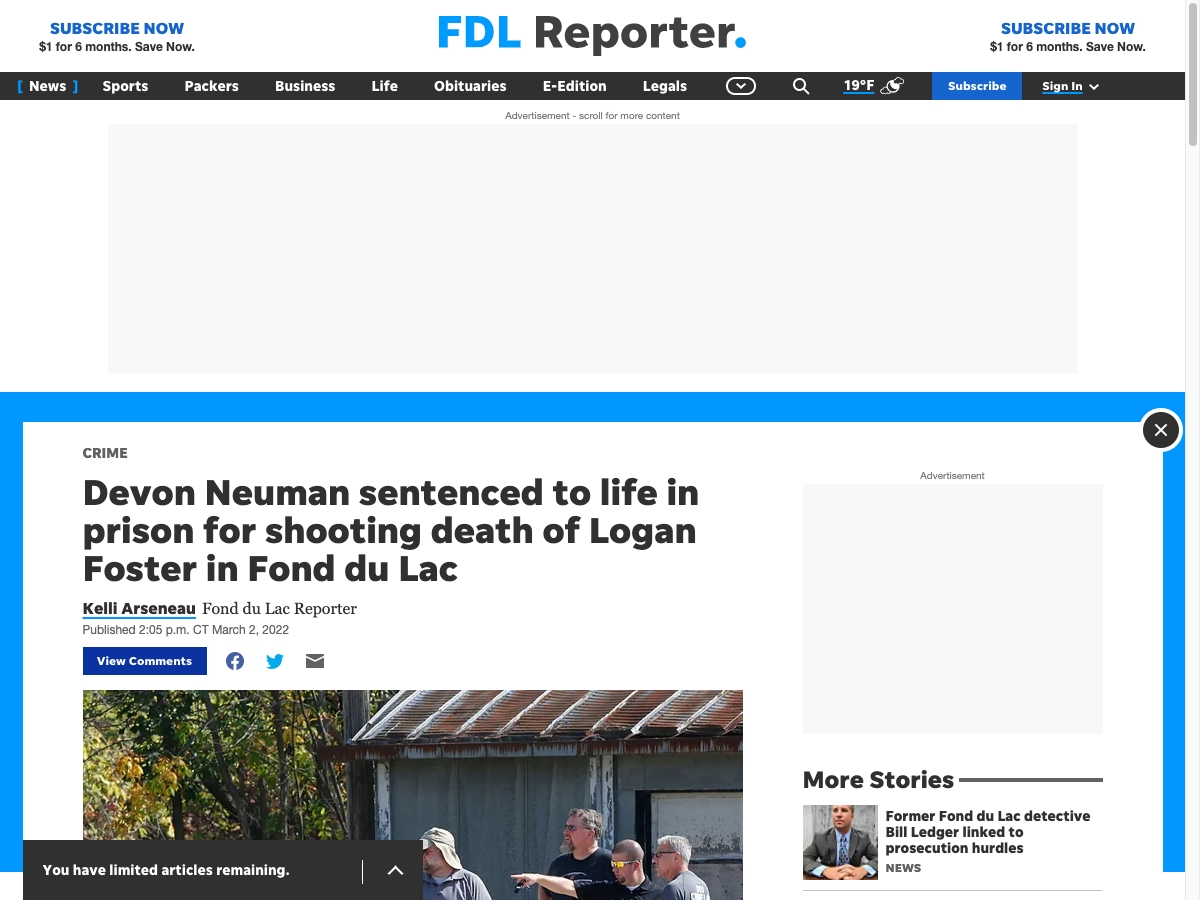 SUBSCRIBE NOW
$1 for 6 months. Save Now.
FDL Reporter.
SUBSCRIBE NOW
$1 for 6 months. Save Now.
[ News ] Sports Packers Business Life Obituaries E-Edition Legals 19°F Subscribe Sign In
Advertisement - scroll for more content
CRIME
Devon Neuman sentenced to life in
prison for shooting death of Logan
Foster in Fond du Lac
Kelli Arseneau Fond du Lac Reporter
Published 2:05 p.m. CT March 2, 2022
View Comments
You have limited articles remaining.
Advertisement
More Stories
Former Fond du Lac detective
Bill Ledger linked to
prosecution hurdles
NEWS